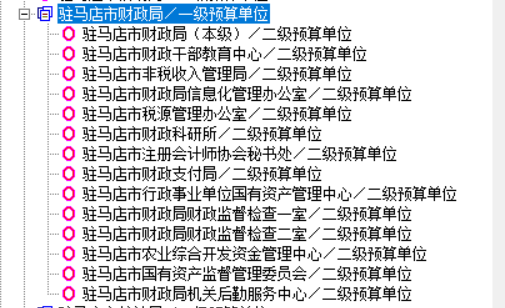 驻马店市财政局／一级预算单位
驻马店市财政局（本级）／二级预算单位
驻马店市财政干部教育中心／二级预算单位
驻马店市非税收入管理局／二级预算单位
驻马店市财政局信息化管理办公室／二级预算单位
驻马店市税源管理办公室／二级预算单位
驻马店市财政科研所／二级预算单位
驻马店市注册会计师协会秘书处／二级预算单位
驻马店市财政支付局／二级预算单位
驻马店市行政事业单位国有资产管理中心／二级预算单位
驻马店市财政局财政监督检查一室／二级预算单位
驻马店市财政局财政监督检查二室／二级预算单位
驻马店市农业综合开发资金管理中心／二级预算单位
驻马店市国有资产监督管理委员会／二级预算单位
驻马店市财政局机关后勤服务中心／二级预算单位